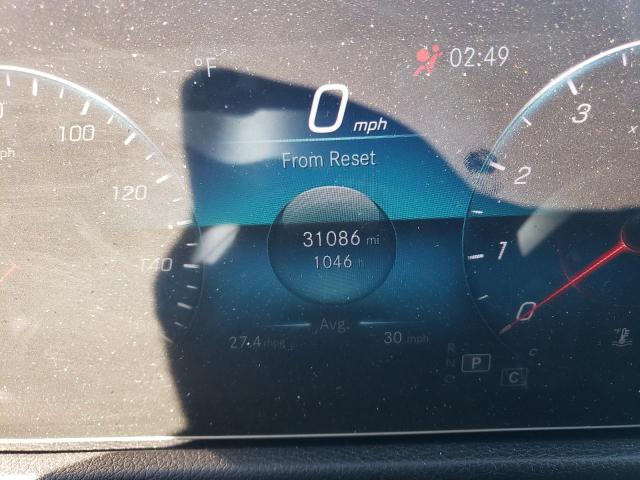 °F
02:49
0 mph
From Reset
100
120
140
31086 mi
1046 h
Avg.
27.4 mpg
30 mph
3
2
1
0
R
N
P
C
C
°F